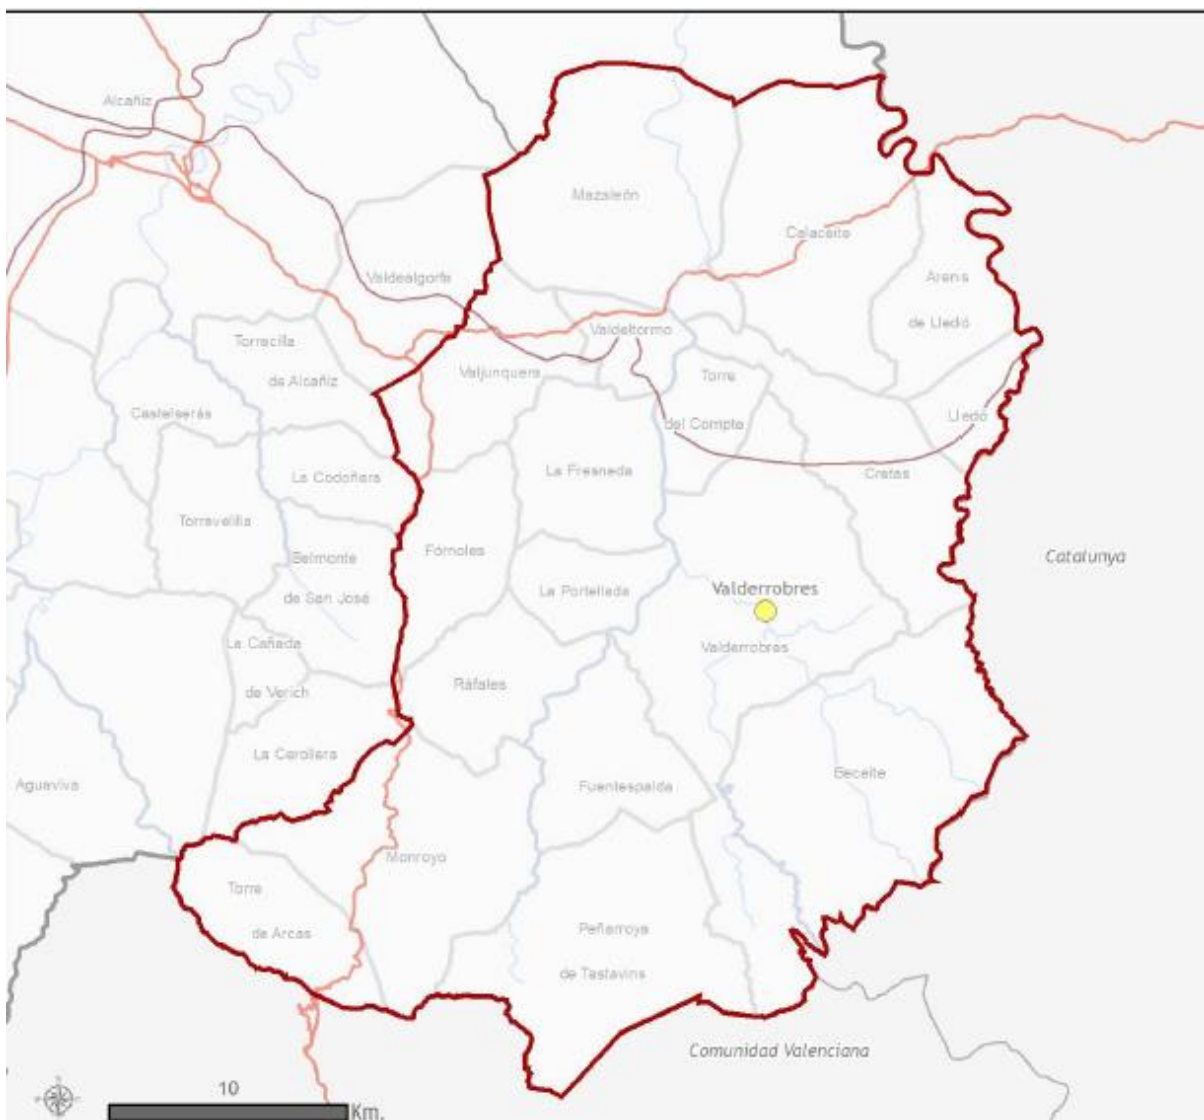 Alcañiz
Mazaleón
Calaceite
Valdealgorfa
Arens
de Lledó
Valdeltormo
Torrecilla
de Alcañiz
Valjunquera
Torre
del Compte
Castelserás
Lledó
La Codoñera
La Fresneda
Cretas
Torrevelilla
Fórnoles
Belmonte
de San José
Catalunya
La Portellada
Valderrobres
Valderrobres
La Cañada
de Verich
Ráfales
La Cerollera
Aguaviva
Fuentespalda
Beceite
Monroyo
Torre
de Arcas
Peñarroya
de Tastavins
Comunidad Valenciana
10
Km.